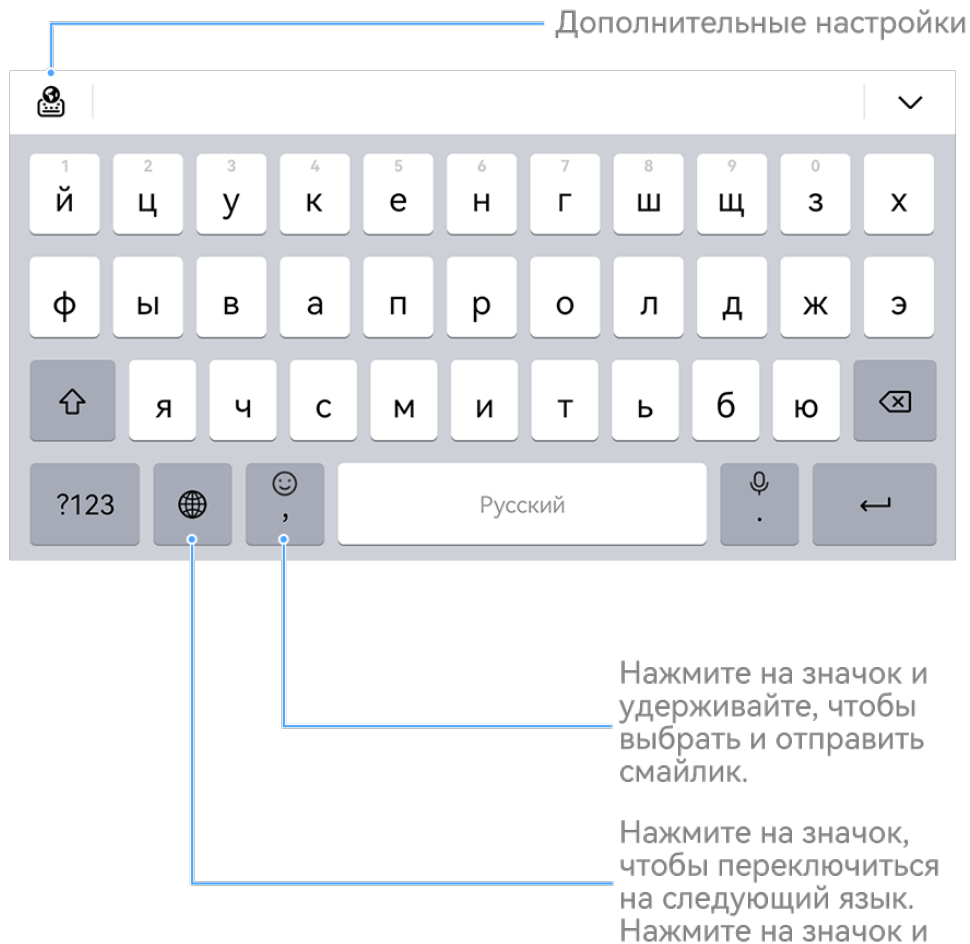 Дополнительные настройки
1 2 3 4 5 6 7 8 9 0
й ц у к е н г ш щ з х
ф ы в а п р о л д ж э
я ч с м и т ь б ю
?123 , Русский .
Нажмите на значок и
удерживайте, чтобы
выбрать и отправить
смайлик.
Нажмите на значок,
чтобы переключиться
на следующий язык.
Нажмите на значок и